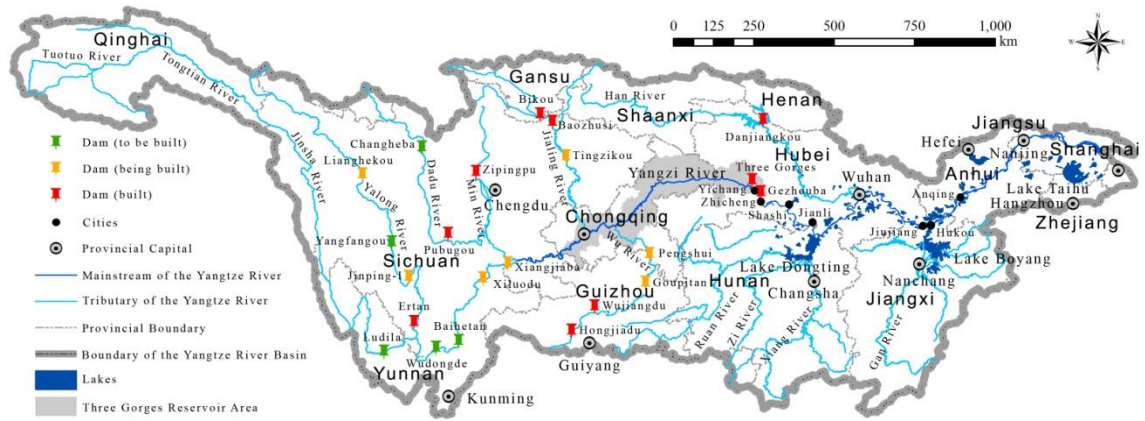 0 125 250 500 750 1,000
km
N
W E
S
Qinghai
Tuotuo River
Tongtian River
Gansu
Bikou
Han River
Shaanxi
Henan
Baozhusi
Danjiangkou
Jiangsu
Hefei
Nanjing
Shanghai
Dam (to be built)
Changheba
Lianghekou
Jinsha River
Yalong River
Dadu River
Min River
Zipingpu
Chengdu
Jialing River
Tingzikou
Hubei
Three Gorges
Yangzi River
Yichang
Gezhouba
Zhicheng
Shashi
Jianli
Wuhan
Anhui
Anqing
Lake Taihu
Hangzhou
Zhejiang
Dam (being built)
Dam (built)
Cities
Provincial Capital
Chongqing
Wu River
Yangfangou
Pubugou
Sichuan
Jinping-1
Xiangjiaba
Xiluodu
Pengshui
Goupitan
Lake Dongting
Hunan
Changsha
Jiujiang
Hukou
Lake Boyang
Nanchang
Jiangxi
Mainstream of the Yangtze River
Tributary of the Yangtze River
Provincial Boundary
Boundary of the Yangtze River Basin
Lakes
Three Gorges Reservoir Area
Ertan
Ludila
Baihetan
Wudongde
Yunnan
Kunming
Guizhou
Wujiangdu
Hongjiadu
Guiyang
Ruan River
Zi River
Xiang River
Gan River